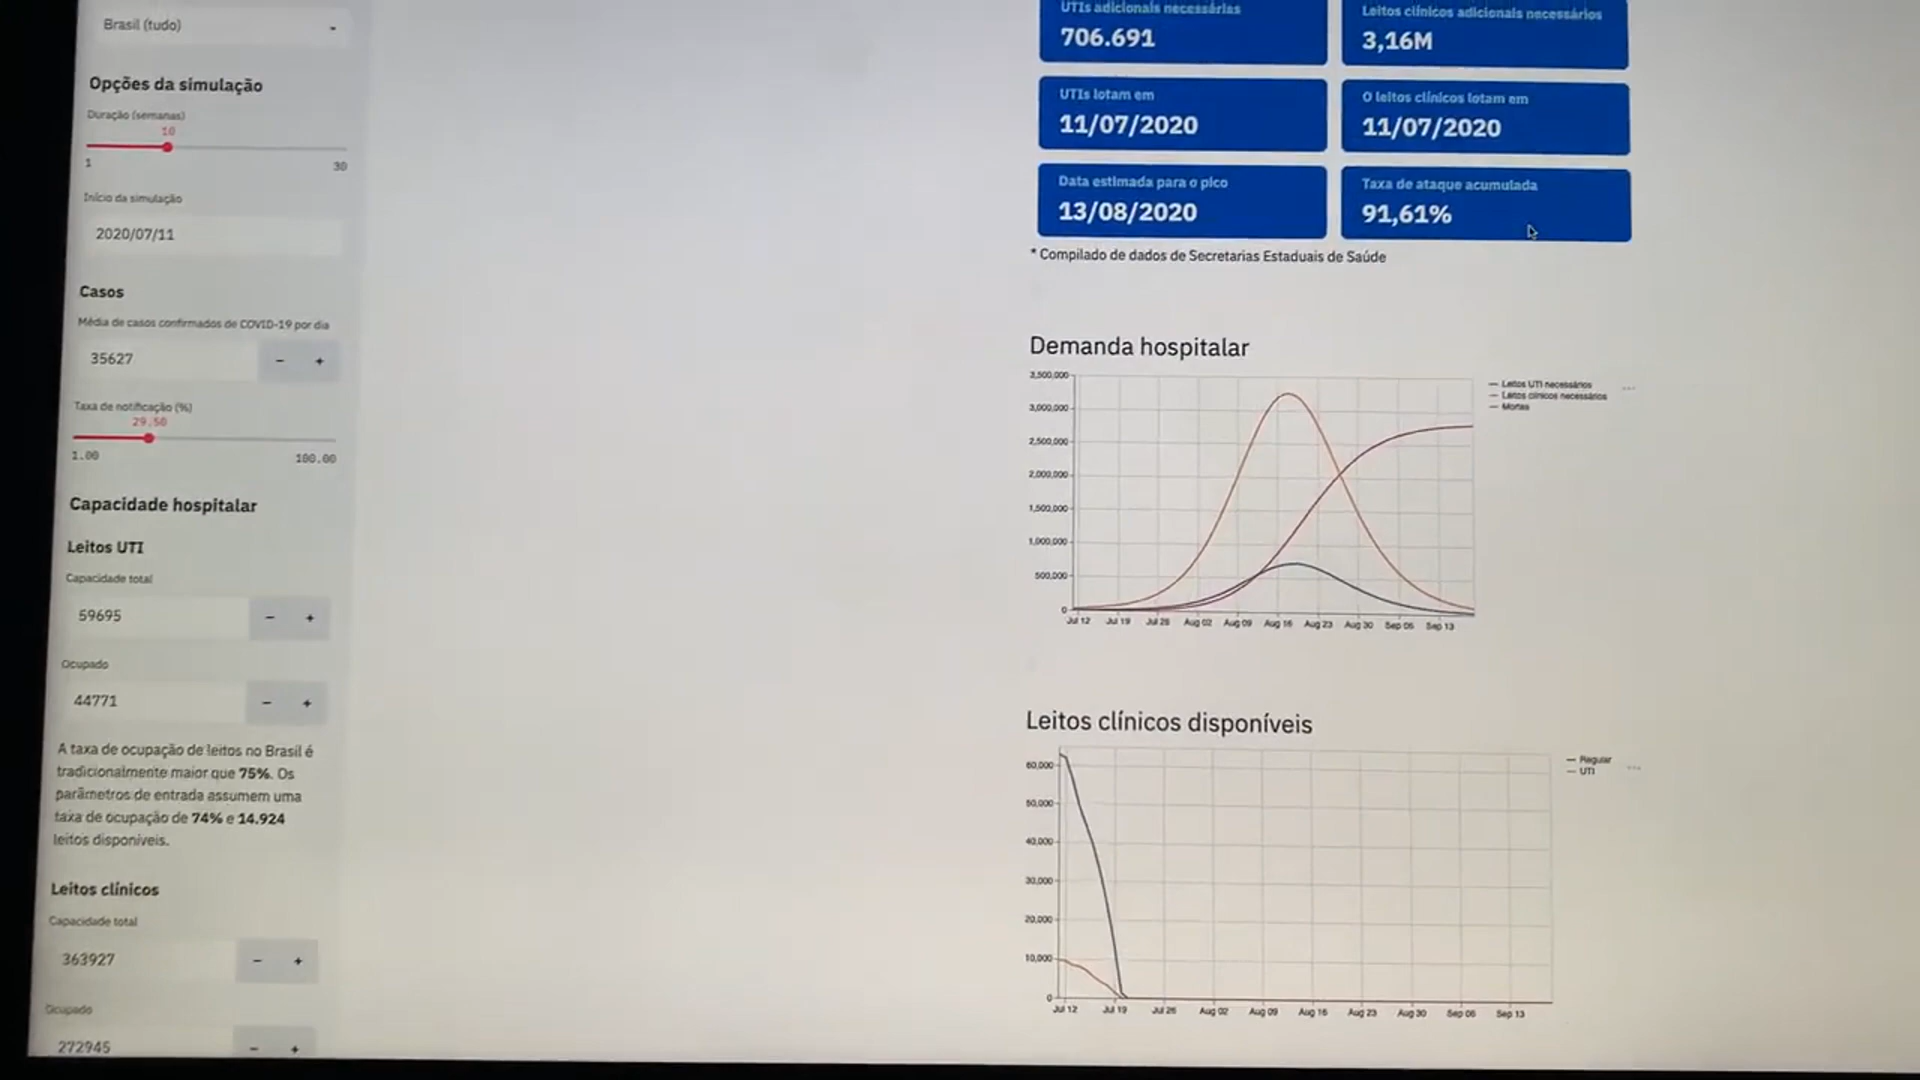 Brasil (tudo)
Opções da simulação
Duração (semanas)
10
1
30
Início da simulação
2020/07/11
Casos
Média de casos confirmados de COVID-19 por dia
35627
−
+
Taxa de notificação (%)
29.50
1.00
100.00
Capacidade hospitalar
Leitos UTI
Capacidade total
59695
−
+
Ocupado
44771
−
+
A taxa de ocupação de leitos no Brasil é
tradicionalmente maior que 75%. Os
parâmetros de entrada assumem uma
taxa de ocupação de 74% e 14.924
leitos disponíveis.
Leitos clínicos
Capacidade total
363927
−
+
Ocupado
272945
−
+
UTIs adicionais necessárias
706.691
Leitos clínicos adicionais necessários
3,16M
UTIs lotam em
11/07/2020
O leitos clínicos lotam em
11/07/2020
Data estimada para o pico
13/08/2020
Taxa de ataque acumulada
91,61%
* Compilado de dados de Secretarias Estaduais de Saúde
Demanda hospitalar
3,500,000
3,000,000
2,500,000
2,000,000
1,500,000
1,000,000
500,000
0
Jul 12 Jul 19 Jul 26 Aug 02 Aug 09 Aug 16 Aug 23 Aug 30 Sep 06 Sep 13
Leitos UTI necessários
Leitos clínicos necessários
Mortes
Leitos clínicos disponíveis
60,000
50,000
40,000
30,000
20,000
10,000
0
Jul 12 Jul 19 Jul 26 Aug 02 Aug 09 Aug 16 Aug 23 Aug 30 Sep 06 Sep 13
Regular
UTI